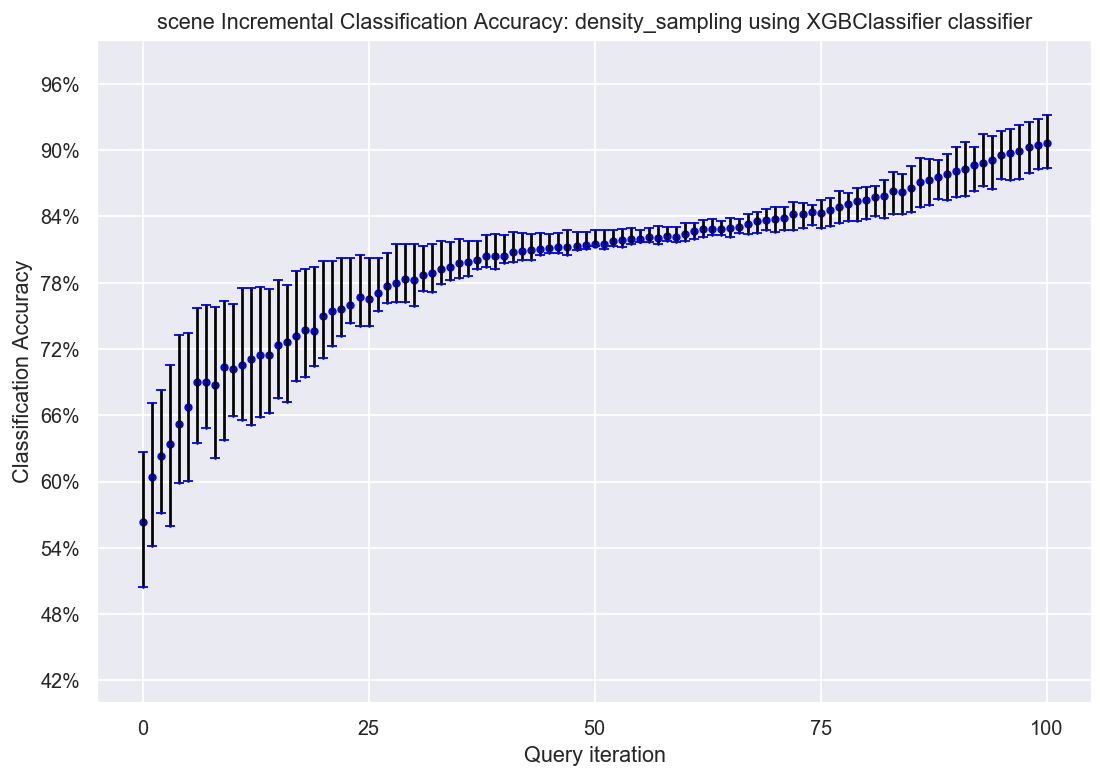 scene Incremental Classification Accuracy: density_sampling using XGBClassifier classifier
96%
90%
84%
78%
72%
66%
60%
54%
48%
42%
Classification Accuracy
0 25 50 75 100
Query iteration